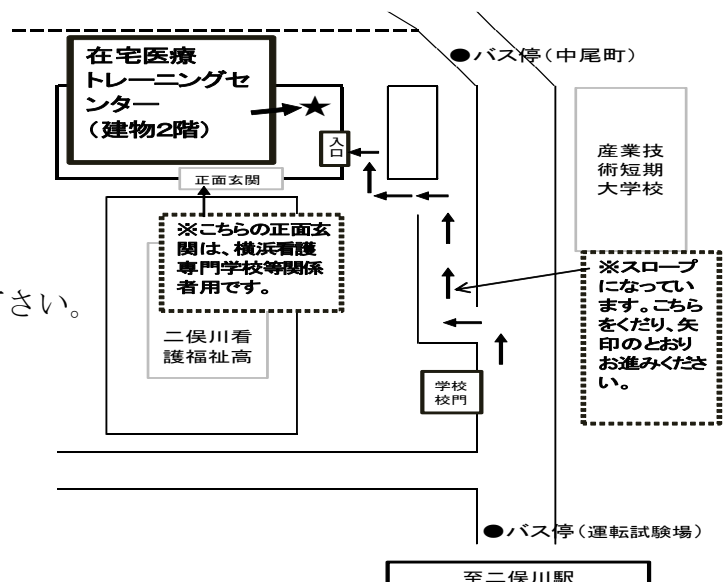 在宅医療
トレーニングセ
ンター
（建物2階）
●バス停（中尾町）
入口
正面玄関
産業技
術短期
大学校
※こちらの正面玄
関は、横浜看護
専門学校等関係
者用です。
※スロープ
になってい
ます。こちら
をくだり、矢
印のとおり
お進みくださ
い。
さい。
二俣川看
護福祉高
学校
校門
●バス停（運転試験場）
至二俣川駅